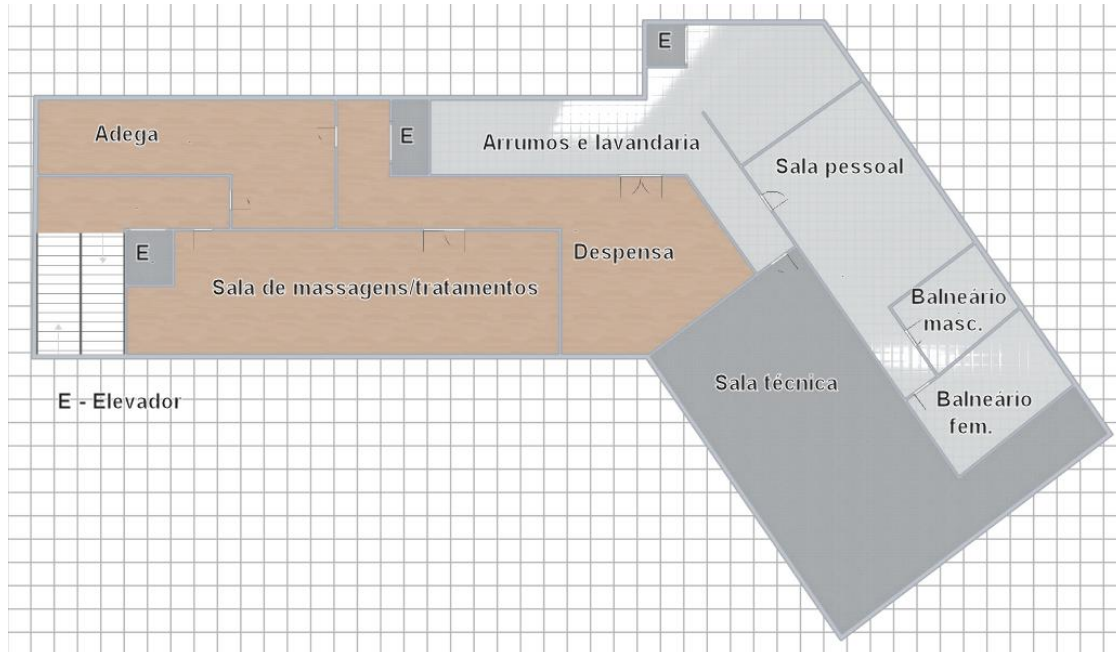 E
Adega
E
Arrumos e lavandaria
Sala pessoal
E
Despensa
Sala de massagens/tratamentos
Balneário
masc.
Sala técnica
E - Elevador
Balneário
fem.